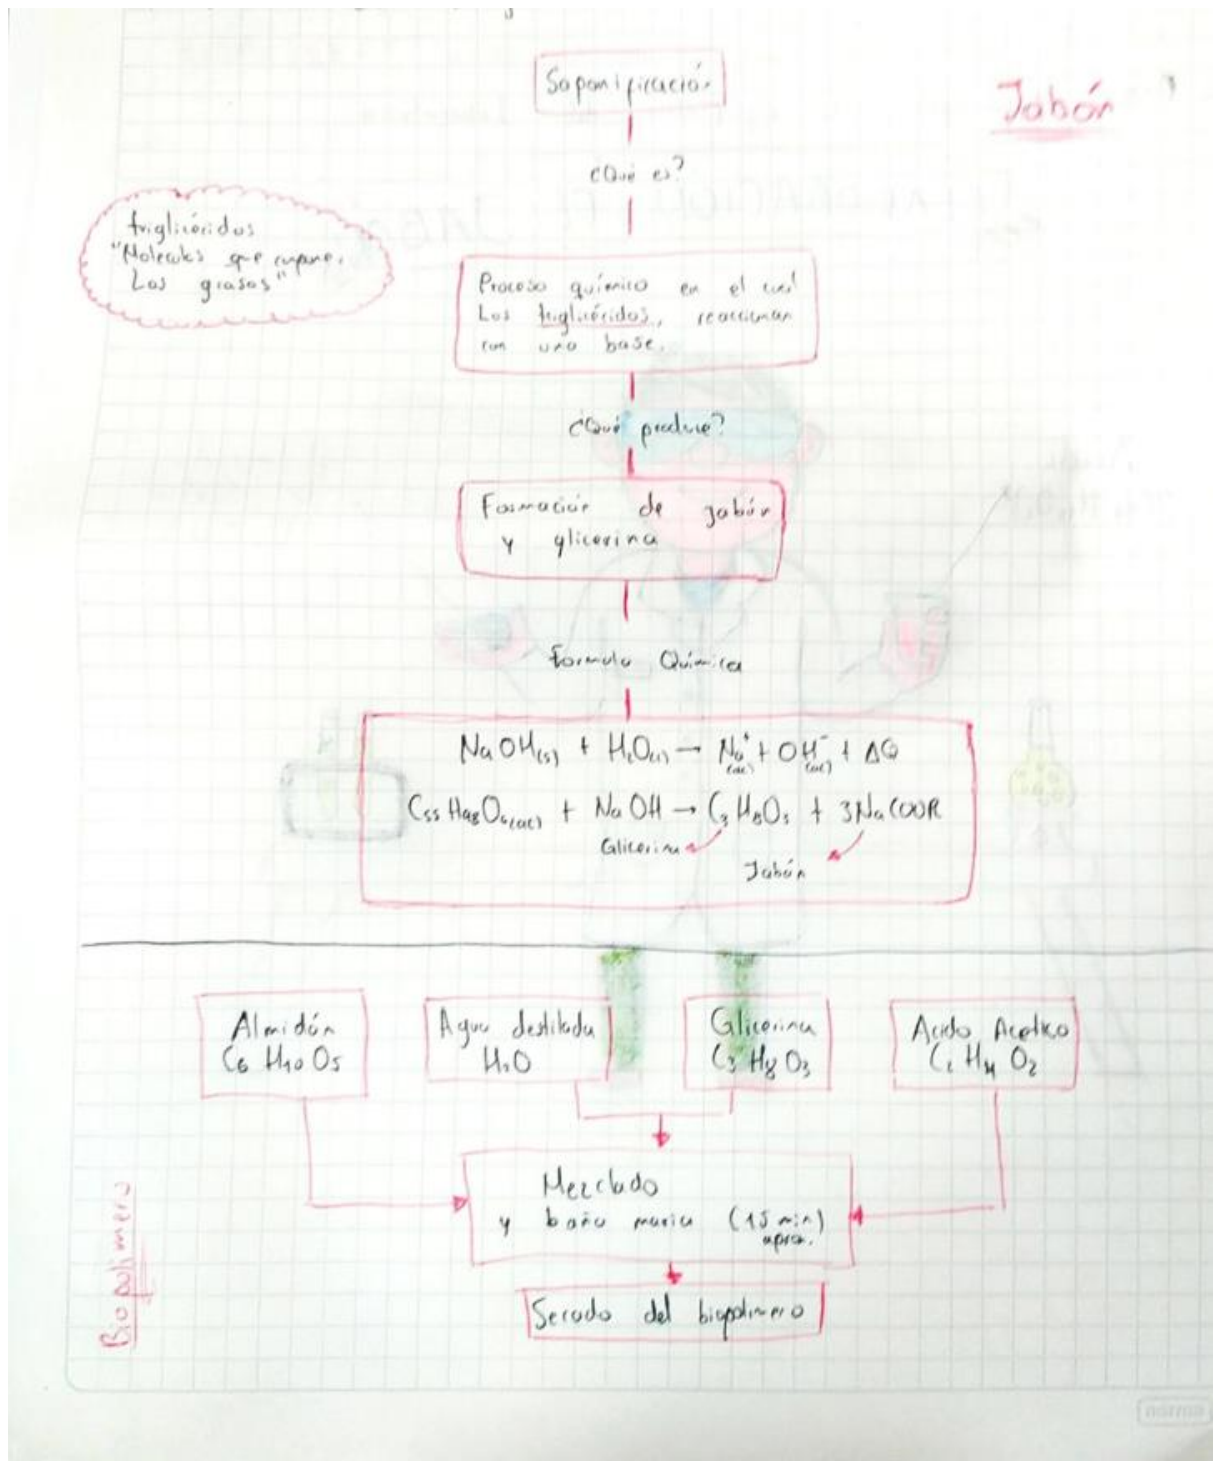 Saponificación
Jabón
¿Qué es?
trigliceridos
"Moleculas que compone.
Las grasas"
Proceso químico en el cual
Los triglicéridos, reaccionan
con una base.
¿Qué produce?
Formación de jabón
y glicerina
Formula Química
NaOH(s) + H₂O(l) → Na⁺(ac) + OH⁻(ac) + ΔQ
C₅₅H₉₈O₆(ac) + NaOH → C₃H₈O₃ + 3NaCOOR
Glicerina
Jabón
Almidón
C₆ H₁₀ O₅
Agua destilada
H₂O
Glicerina
C₃ H₈ O₃
Acido Acetico
C₂ H₄ O₂
Mezclado
y baño maria (15 min)
aprox.
Secado del biopolimero
Biopolimero
norma